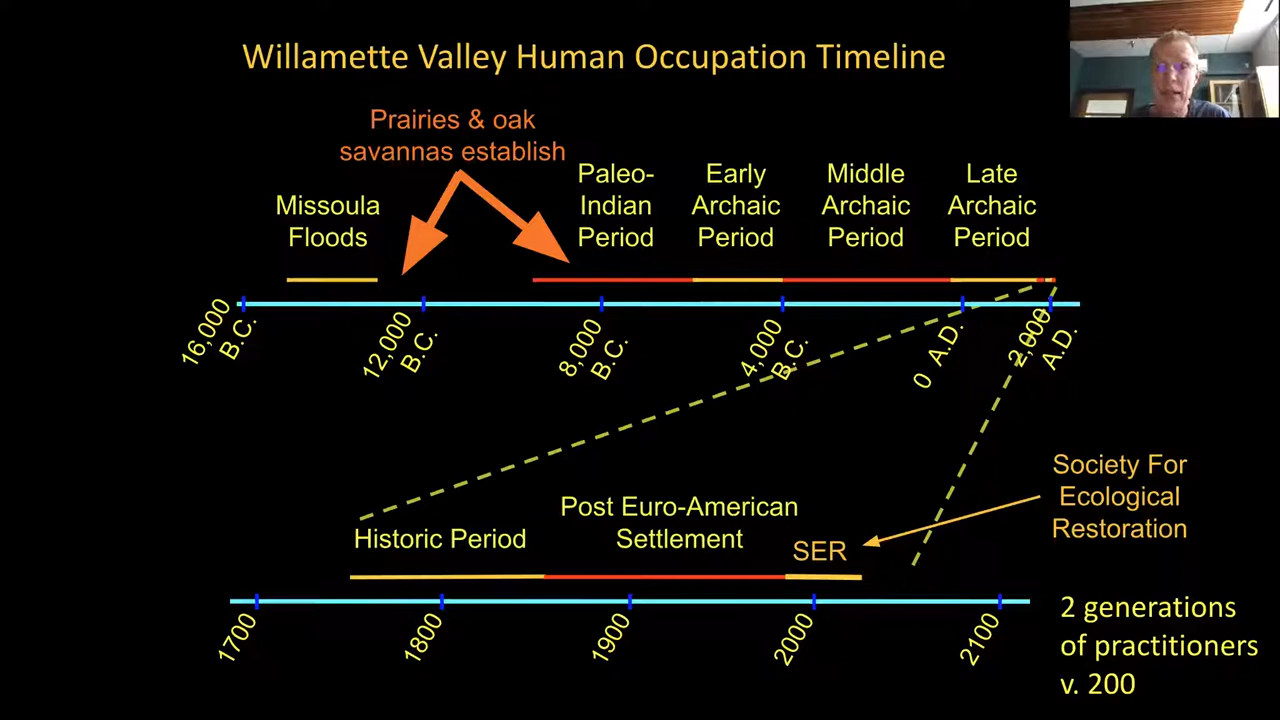 Willamette Valley Human Occupation Timeline
Prairies & oak
savannas establish
Missoula
Floods
Paleo-
Indian
Period
Early
Archaic
Period
Middle
Archaic
Period
Late
Archaic
Period
16,000
B.C.
12,000
B.C.
8,000
B.C.
4,000
B.C.
0 A.D.
2,000
A.D.
Society For
Ecological
Restoration
Historic Period
Post Euro-American
Settlement
SER
1700
1800
1900
2000
2100
2 generations
of practitioners
v. 200